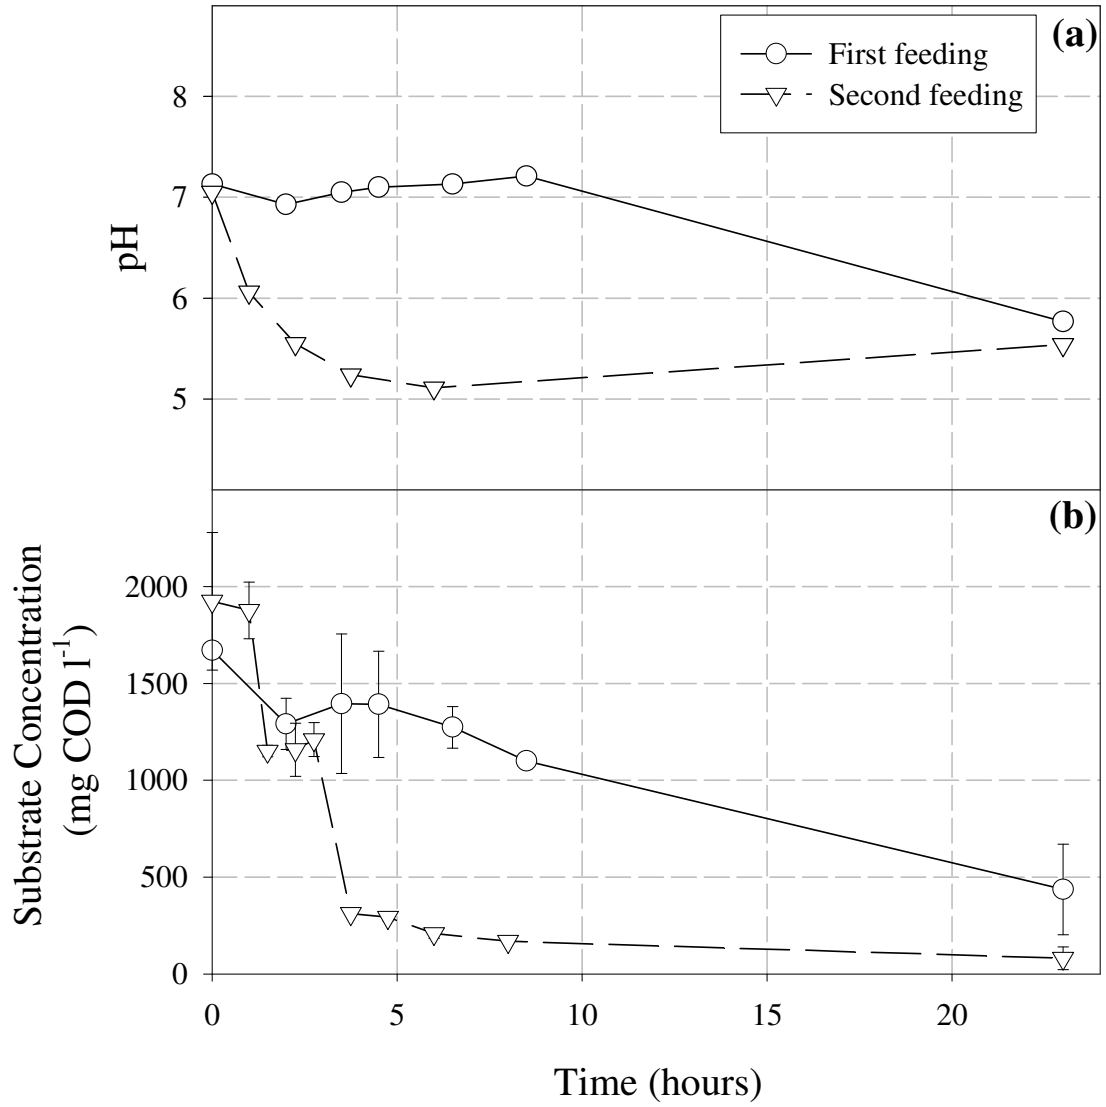 (a)
First feeding
Second feeding
8
7
6
5
pH
(b)
2000
1500
1000
500
0
Substrate Concentration
(mg COD l-1)
0 5 10 15 20
Time (hours)